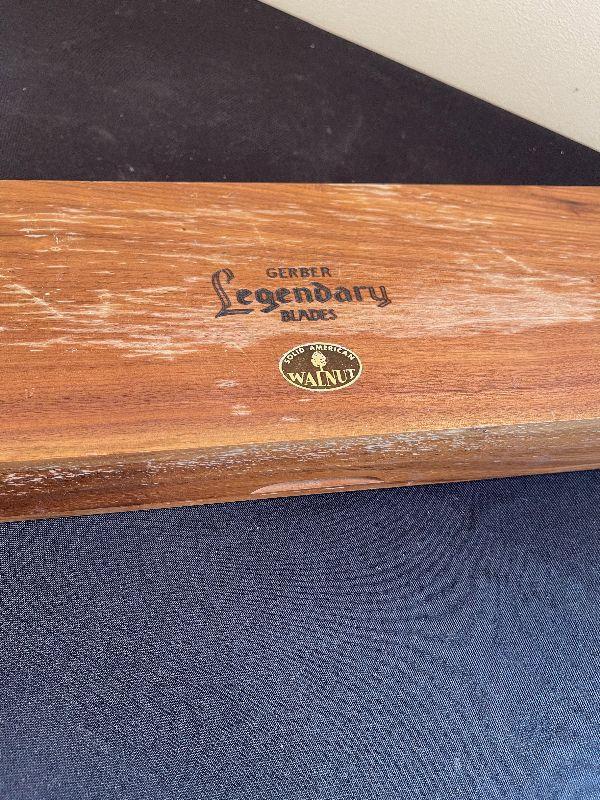 GERBER
Legendary
BLADES
SOLID AMERICAN
WALNUT